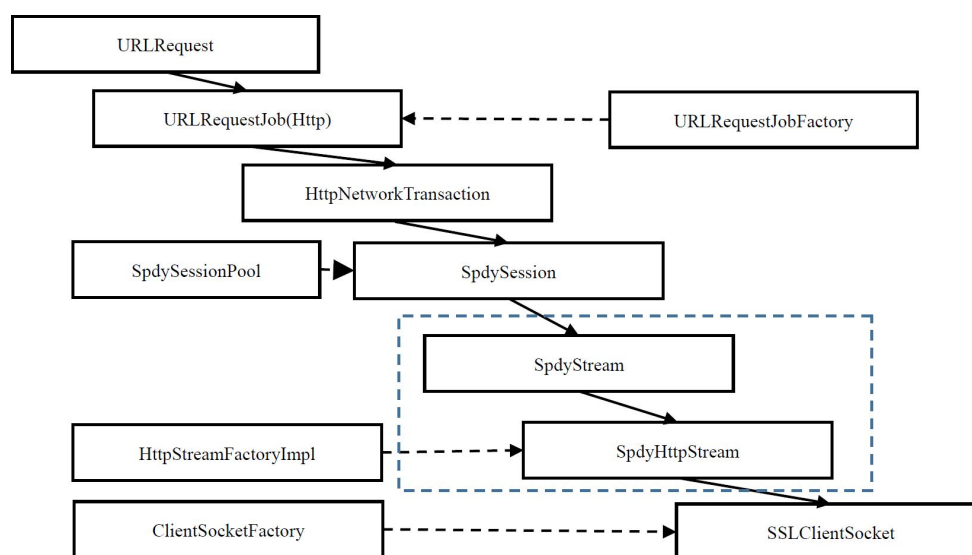 URLRequest
URLRequestJob(Http)
URLRequestJobFactory
HttpNetworkTransaction
SpdySessionPool
SpdySession
SpdyStream
HttpStreamFactoryImpl
SpdyHttpStream
ClientSocketFactory
SSLClientSocket